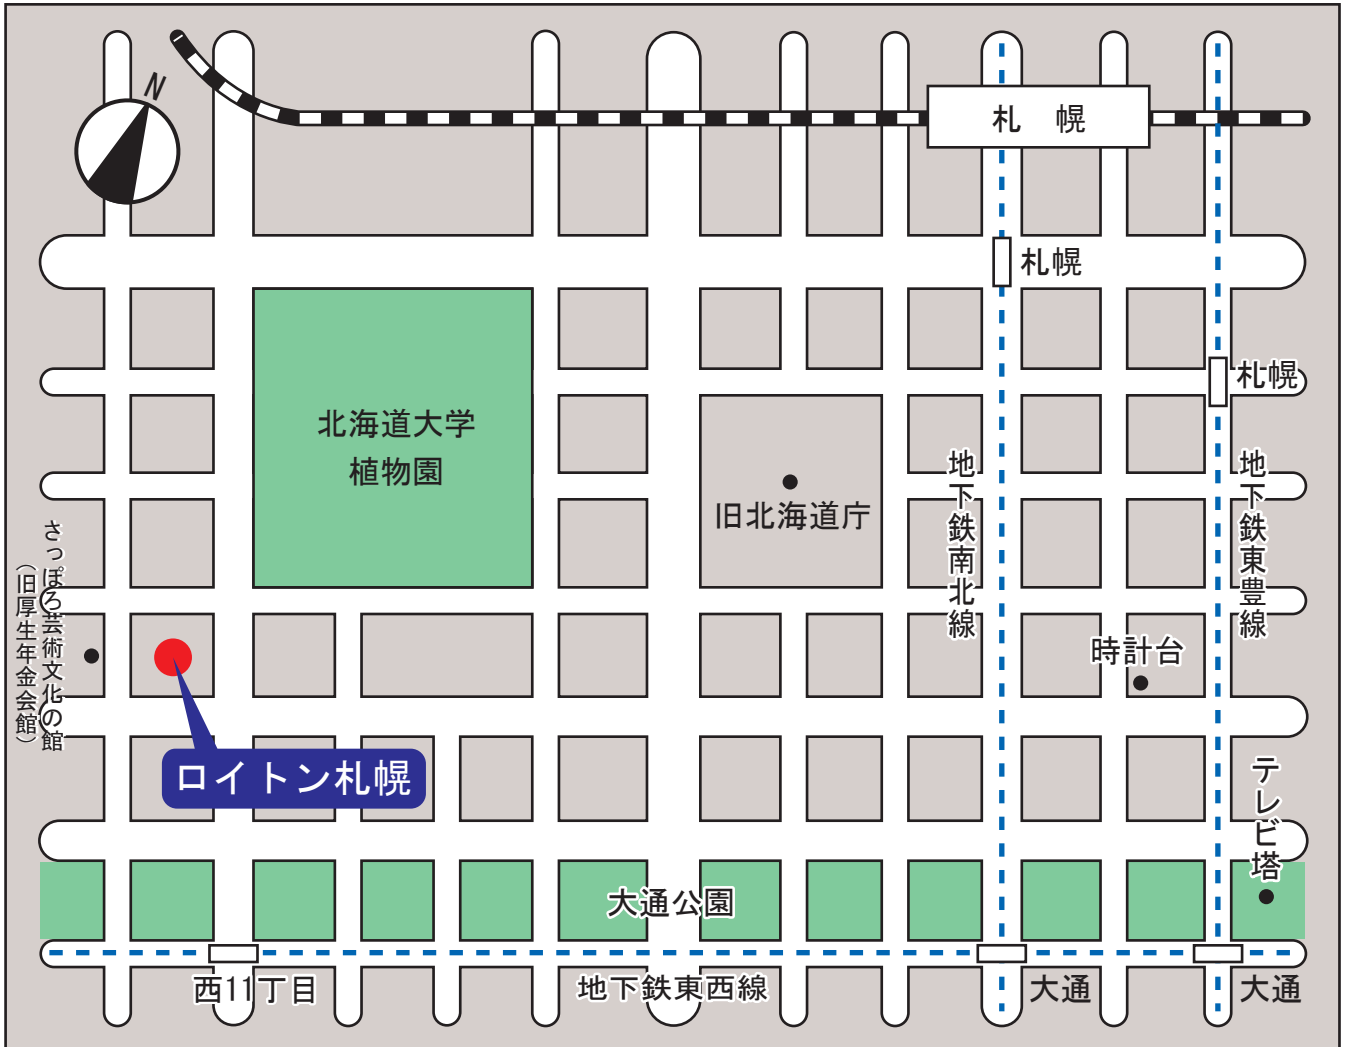 N
札 幌
札幌
札幌
北海道大学
植物園
旧北海道庁
地下鉄南北線
地下鉄東豊線
さっぽろ芸術文化の館
（旧厚生年金会館）
時計台
ロイトン札幌
テレビ塔
大通公園
西11丁目
地下鉄東西線
大通
大通